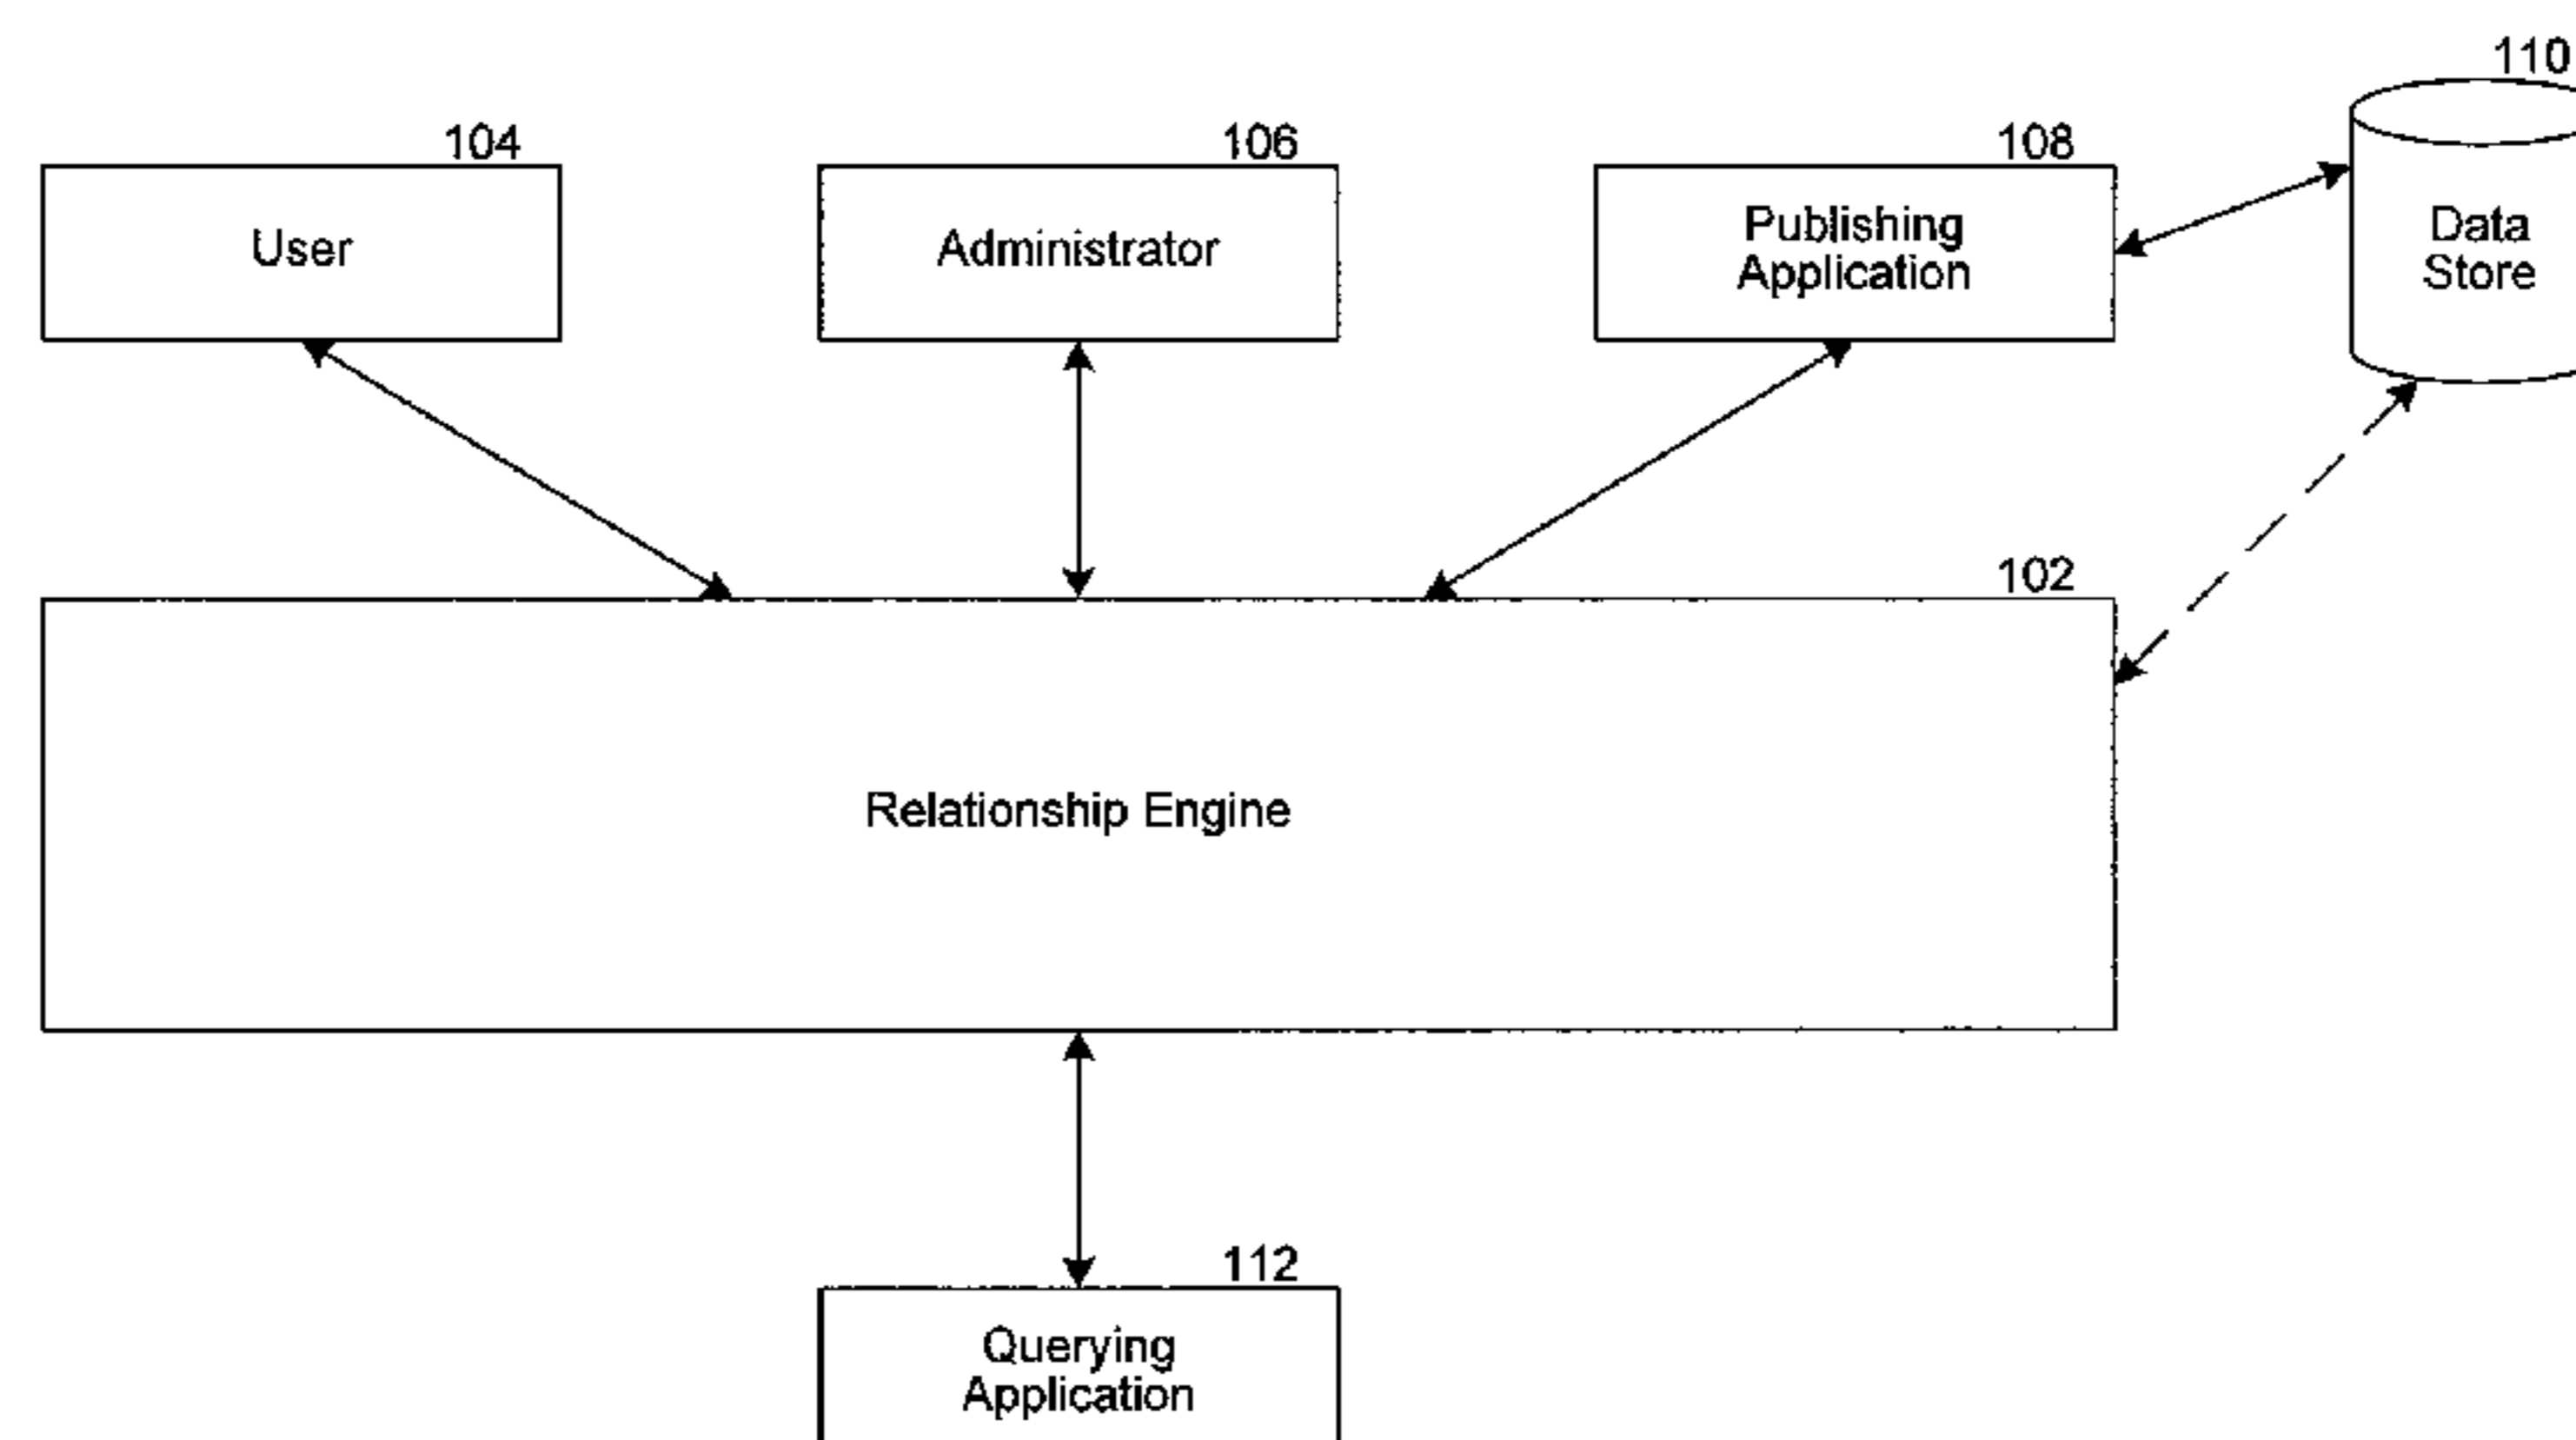 110
104
106
108
User
Administrator
Publishing
Application
Data
Store
102
Relationship Engine
112
Querying
Application